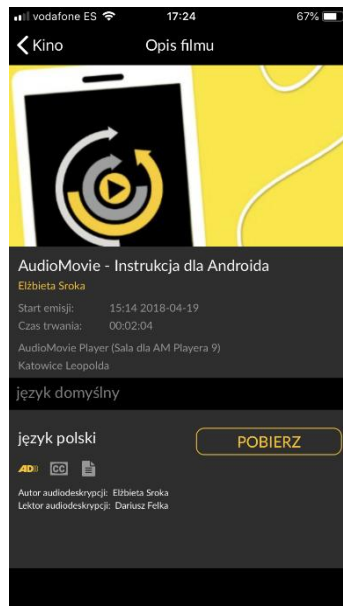 vodafone ES 17:24 67%
Kino Opis filmu
AudioMovie - Instrukcja dla Androida
Elżbieta Sroka
Start emisji: 15:14 2018-04-19
Czas trwania: 00:02:04
AudioMovie Player (Sala dla AM Playera 9)
Katowice Leopolda
język domyślny
język polski POBIERZ
AD CC
Autor audiodeskrypcji: Elżbieta Sroka
Lektor audiodeskrypcji: Dariusz Felka